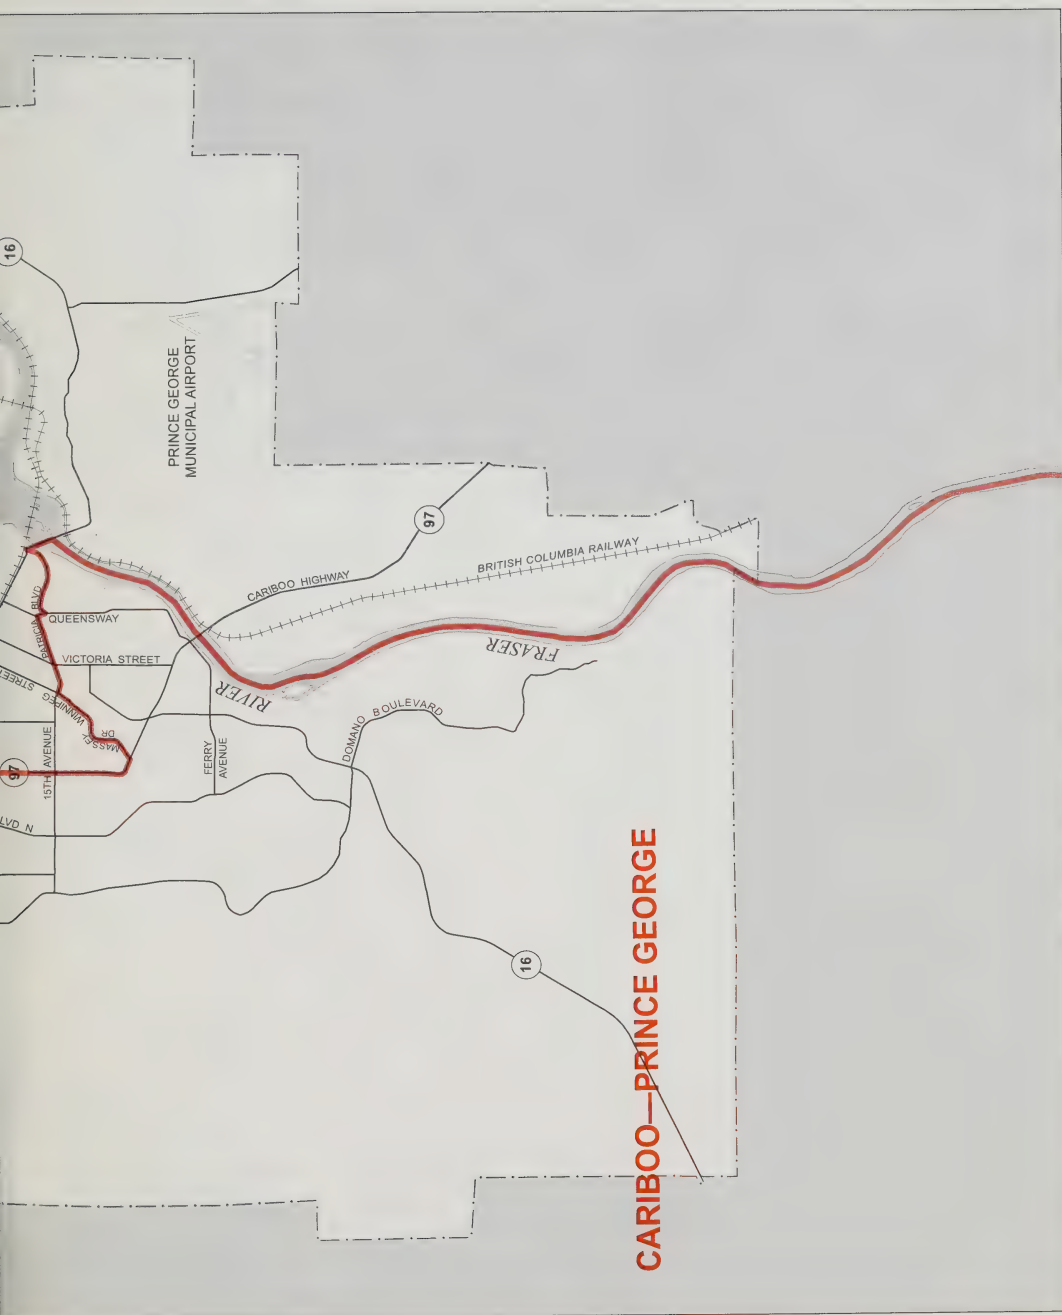 16
PRINCE GEORGE
MUNICIPAL AIRPORT
97
CARIBOO HIGHWAY
BRITISH COLUMBIA RAILWAY
PATRICIA BLVD
QUEENSWAY
VICTORIA STREET
WINNIPEG STREET
MASSEY
DR
15TH AVENUE
97
LVD N
FERRY
AVENUE
RIVER
FRASER
DOMANO BOULEVARD
16
CARIBOO—PRINCE GEORGE